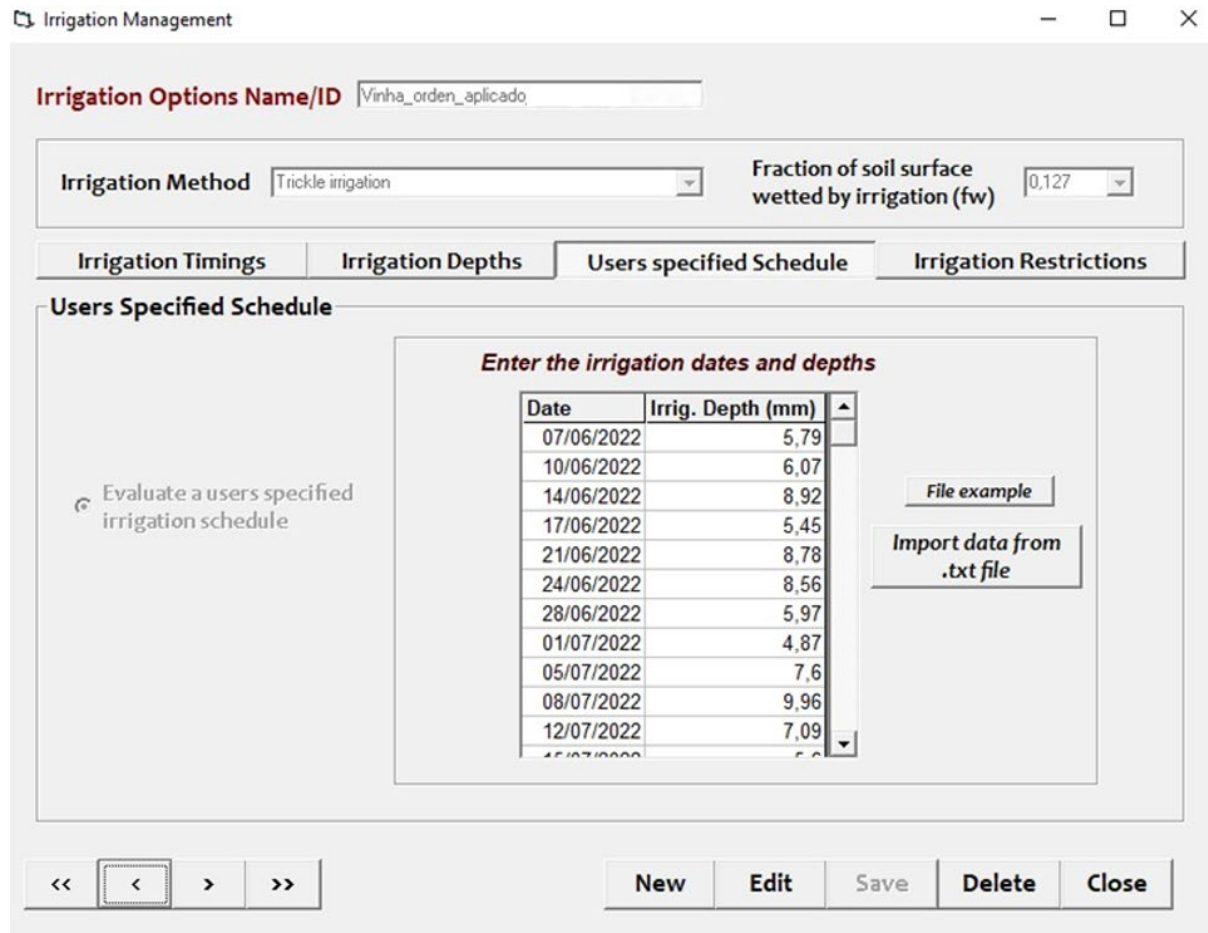 Irrigation Management
Irrigation Options Name/ID Vinha_orden_aplicado
Irrigation Method Trickle irrigation
Fraction of soil surface
wetted by irrigation (fw) 0,127
Irrigation Timings Irrigation Depths Users specified Schedule Irrigation Restrictions
Users Specified Schedule
Evaluate a users specified
irrigation schedule
Enter the irrigation dates and depths
Date Irrig. Depth (mm)
07/06/2022 5,79
10/06/2022 6,07
14/06/2022 8,92
17/06/2022 5,45
21/06/2022 8,78
24/06/2022 8,56
28/06/2022 5,97
01/07/2022 4,87
05/07/2022 7,6
08/07/2022 9,96
12/07/2022 7,09
File example
Import data from
.txt file
<< < > >> New Edit Save Delete Close